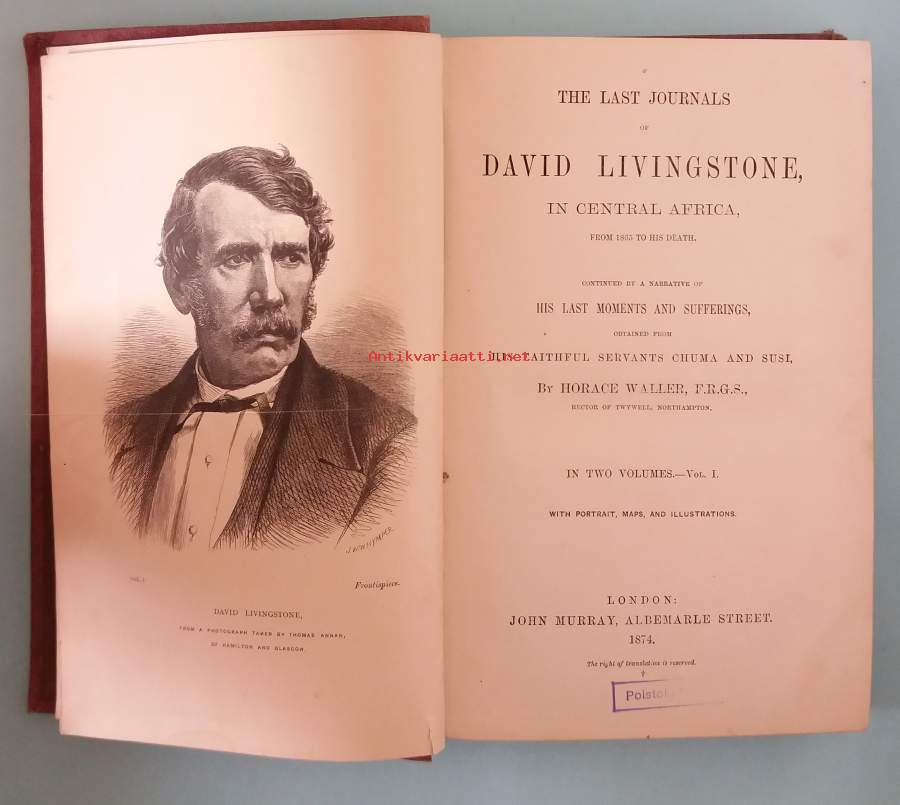 J. W. WHYMPER
VOL. I
Frontispiece.
DAVID LIVINGSTONE,
FROM A PHOTOGRAPH TAKEN BY THOMAS ANNAN,
OF HAMILTON AND GLASGOW.
THE LAST JOURNALS
OF
DAVID LIVINGSTONE,
IN CENTRAL AFRICA,
FROM 1865 TO HIS DEATH.
CONTINUED BY A NARRATIVE OF
HIS LAST MOMENTS AND SUFFERINGS,
OBTAINED FROM
Antikvariaatti.net
HIS FAITHFUL SERVANTS CHUMA AND SUSI,
By HORACE WALLER, F.R.G.S.,
RECTOR OF TWYWELL, NORTHAMPTON.
IN TWO VOLUMES.—Vol. I.
WITH PORTRAIT, MAPS, AND ILLUSTRATIONS.
LONDON:
JOHN MURRAY, ALBEMARLE STREET.
1874.
The right of translation is reserved.